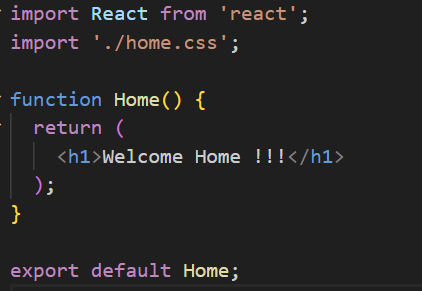 import React from 'react';
import './home.css';
function Home() {
return (
<h1>Welcome Home !!!</h1>
);
}
export default Home;